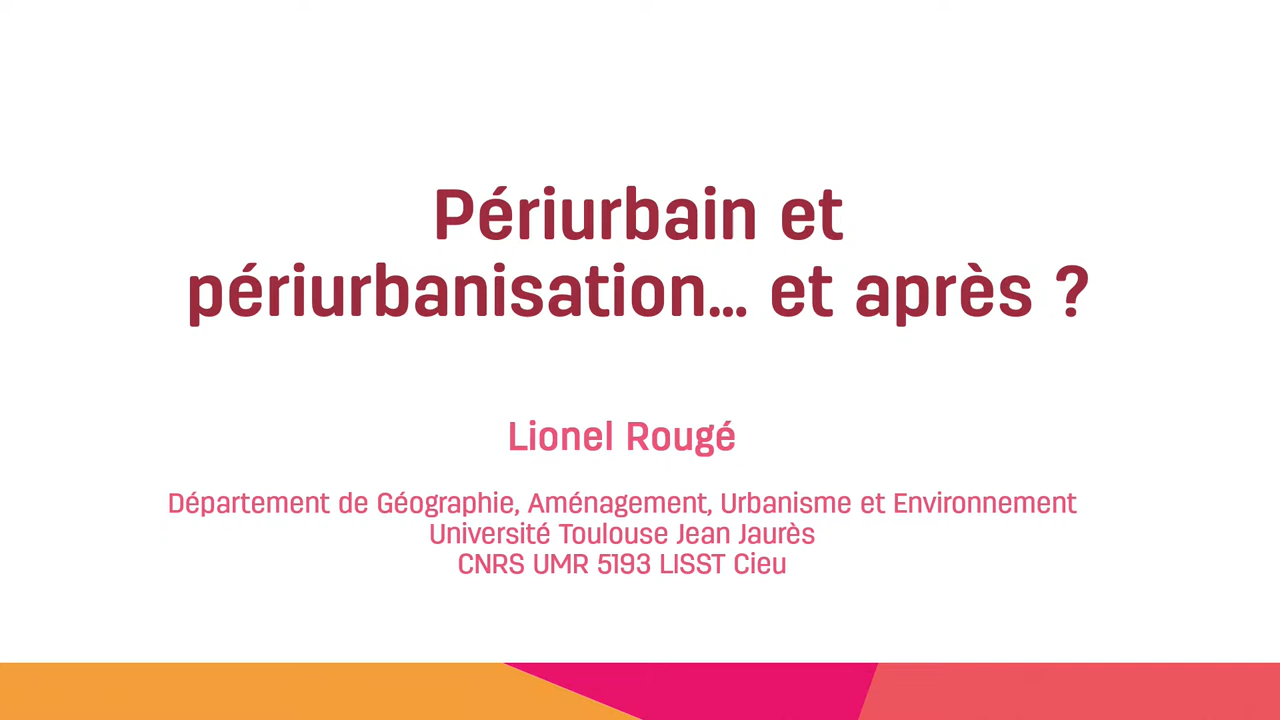 Périurbain et
périurbanisation... et après ?
Lionel Rougé
Département de Géographie, Aménagement, Urbanisme et Environnement
Université Toulouse Jean Jaurès
CNRS UMR 5193 LISST Cieu